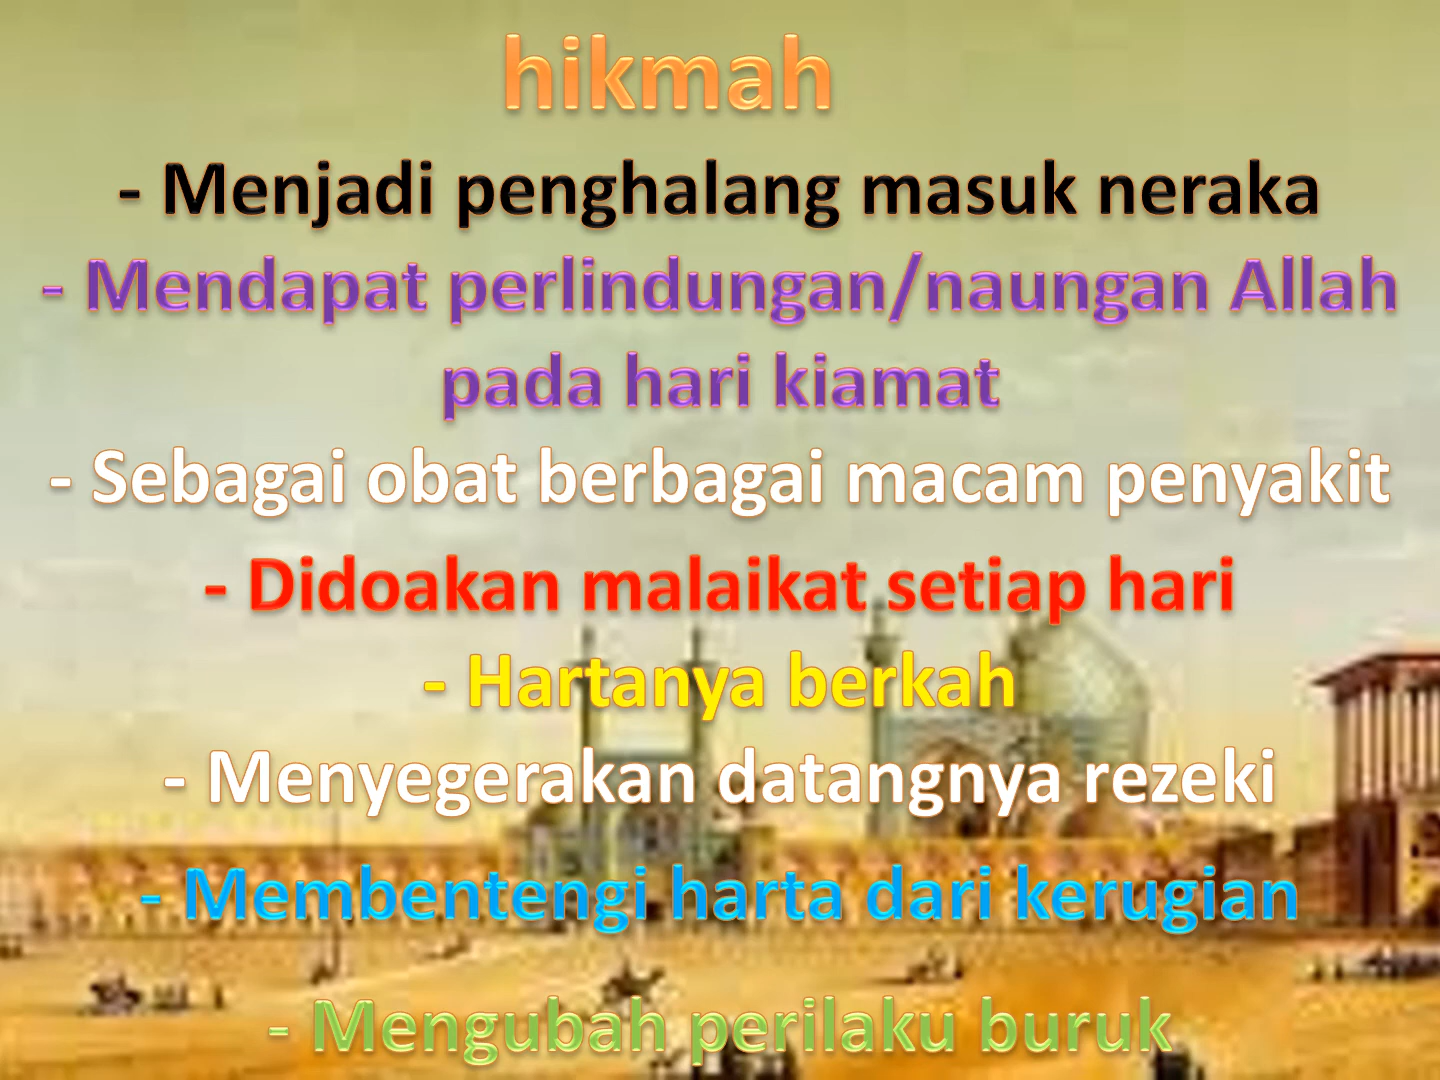 hikmah
- Menjadi penghalang masuk neraka
- Mendapat perlindungan/naungan Allah
pada hari kiamat
- Sebagai obat berbagai macam penyakit
- Didoakan malaikat setiap hari
- Hartanya berkah
- Menyegerakan datangnya rezeki
- Membentengi harta dari kerugian
- Mengubah perilaku buruk